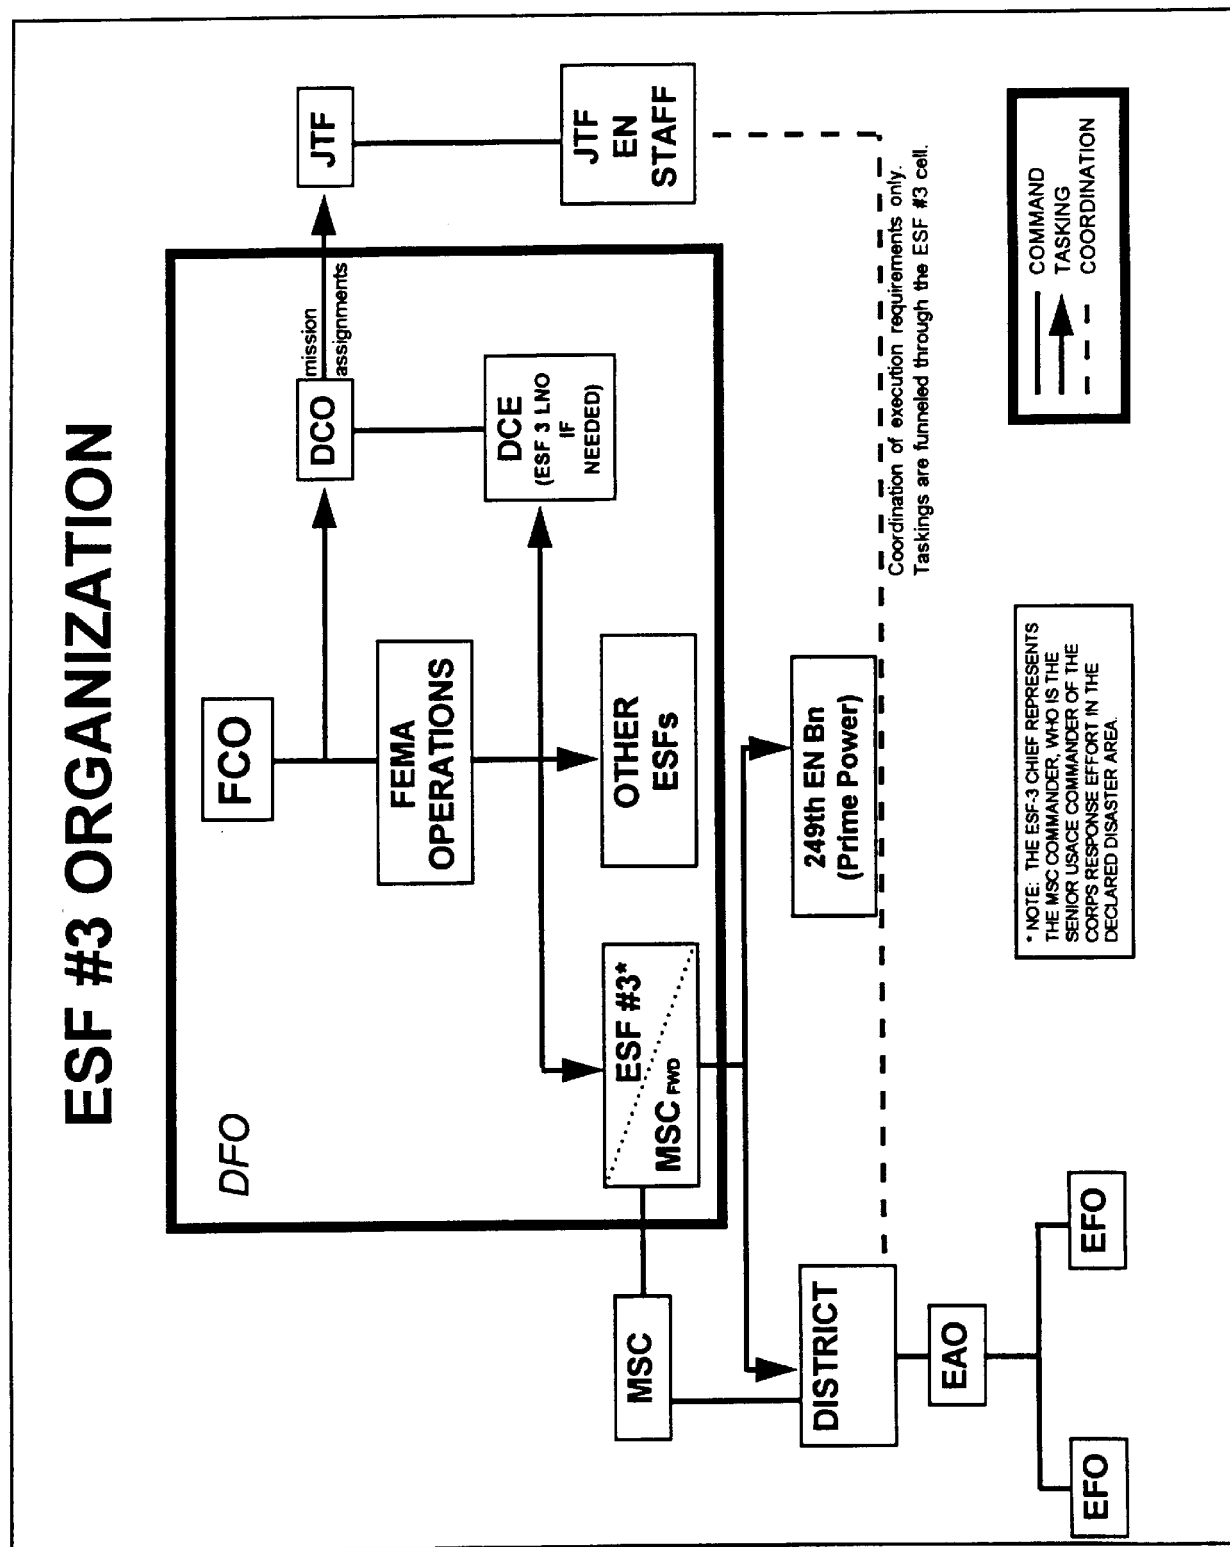 ESF #3 ORGANIZATION
DFO
FCO
FEMA
OPERATIONS
DCO
mission
assignments
JTF
DCE
(ESF 3 LNO
IF
NEEDED)
JTF
EN
STAFF
ESF #3*
MSC FWD
OTHER
ESFs
MSC
DISTRICT
249th EN Bn
(Prime Power)
Coordination of execution requirements only.
Taskings are funneled through the ESF #3 cell.
EAO
EFO
EFO
* NOTE: THE ESF-3 CHIEF REPRESENTS
THE MSC COMMANDER, WHO IS THE
SENIOR USACE COMMANDER OF THE
CORPS RESPONSE EFFORT IN THE
DECLARED DISASTER AREA.
COMMAND
TASKING
COORDINATION